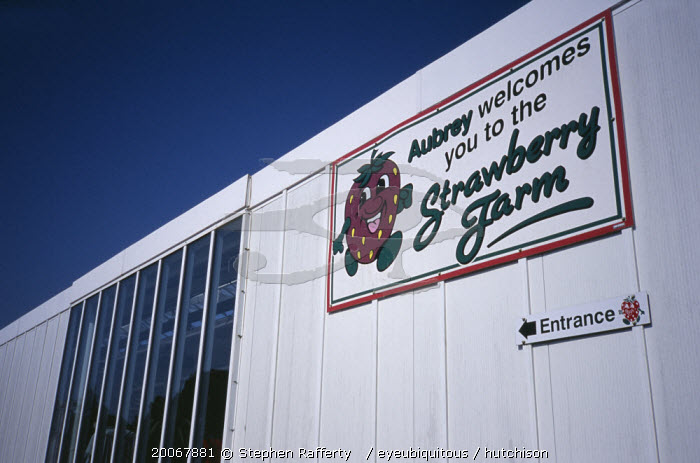 Aubrey welcomes
you to the
Strawberry
Farm
Entrance
20067881 © Stephen Rafferty / eyeubiquitous / hutchison